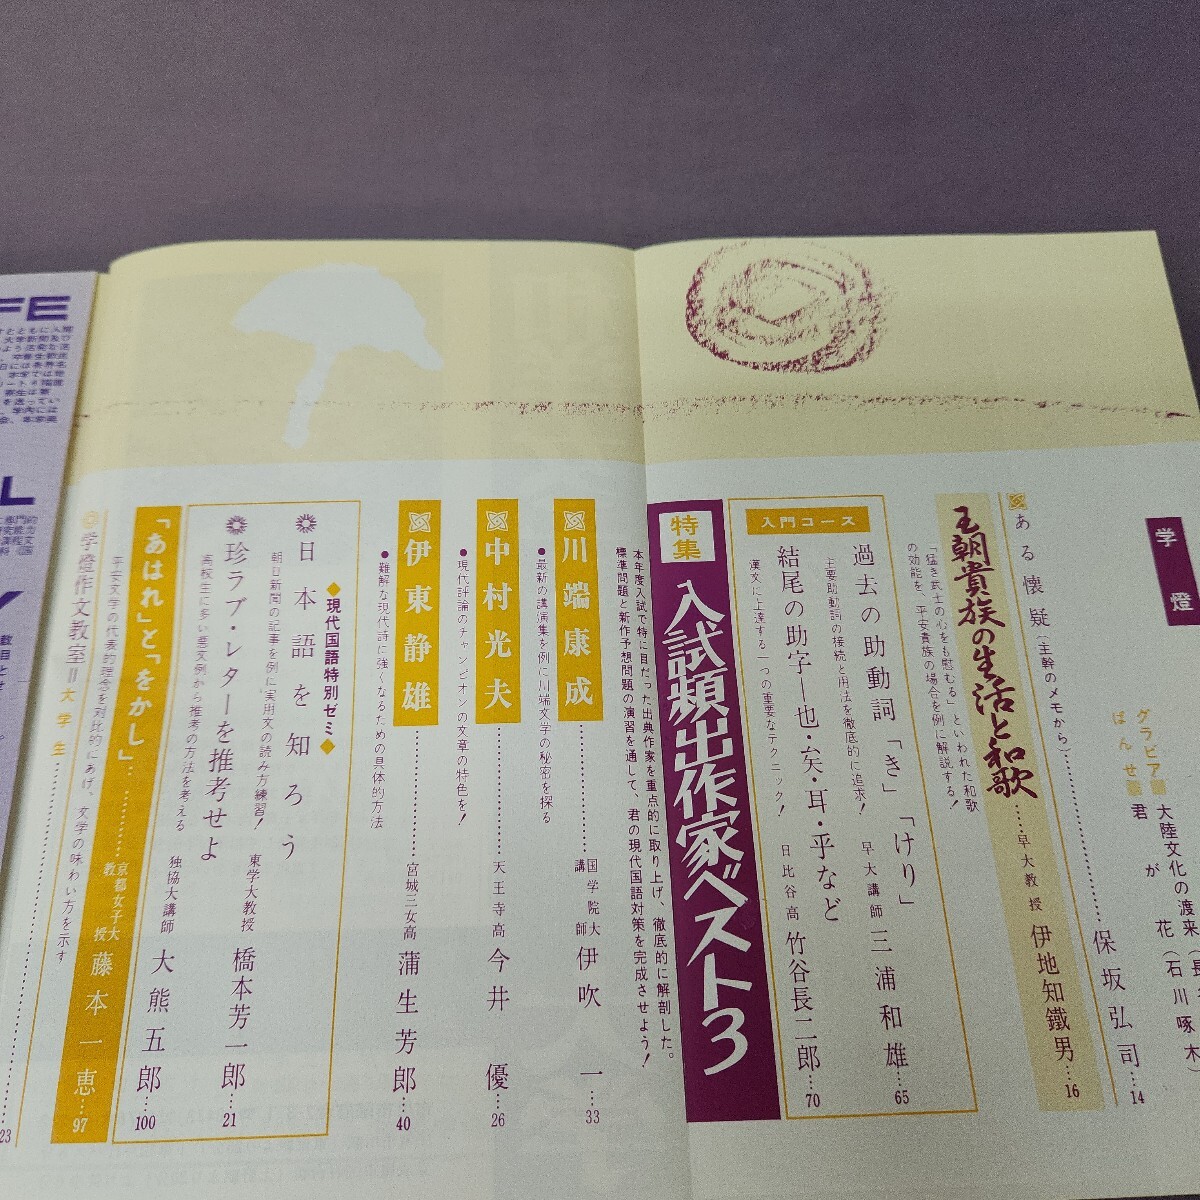 学燈
グラビア
大陸文化の渡来
ぱんせ
君が花(石川啄木)
ある懐疑(主幹のメモから)……保坂弘司…14
王朝貴族の生活と和歌……早大教授 伊地知鐵男…16
「猛き武士の心をも慰むる」といわれた和歌
の効能を、平安貴族の場合を例に解説する!
入門コース
過去の助動詞「き」「けり」 早大講師 三浦和雄…65
主要助動詞の接続と用法を徹底的に追求!
結尾の助字ー也・矣・耳・乎など 日比谷高 竹谷長二郎…70
漢文に上達する一つの重要なテクニック!
特集 入試頻出作家ベスト3
本年度入試で特に目だった出典作家を重点的に取り上げ、徹底的に解剖した。
標準問題と新作予想問題の演習を通して、君の現代国語対策を完成させよう!
川端康成……国学院大講師 伊吹一…33
●最新の講演集を例に川端文学の秘密を探る
中村光夫……天王寺高 今井優…26
●現代評論のチャンピオンの文章の特色を!
伊東静雄……宮城三女高 蒲生芳郎…40
●難解な現代詩に強くなるための具体的方法
◆現代国語特別ゼミ◆
日本語を知ろう 東学大教授 橋本芳一郎…21
朝日新聞の記事を例に実用文の読み方練習!
珍ラブ・レターを推考せよ 独協大講師 大熊五郎…100
高校生に多い悪文例から推考の方法を考える
「あはれ」と「をかし」…… 京都女子大教授 藤本一恵…97
平安文学の代表的理念を対比的にあげ、文学の味わい方を示す
学燈作文教室=大学生……
23
FE
L